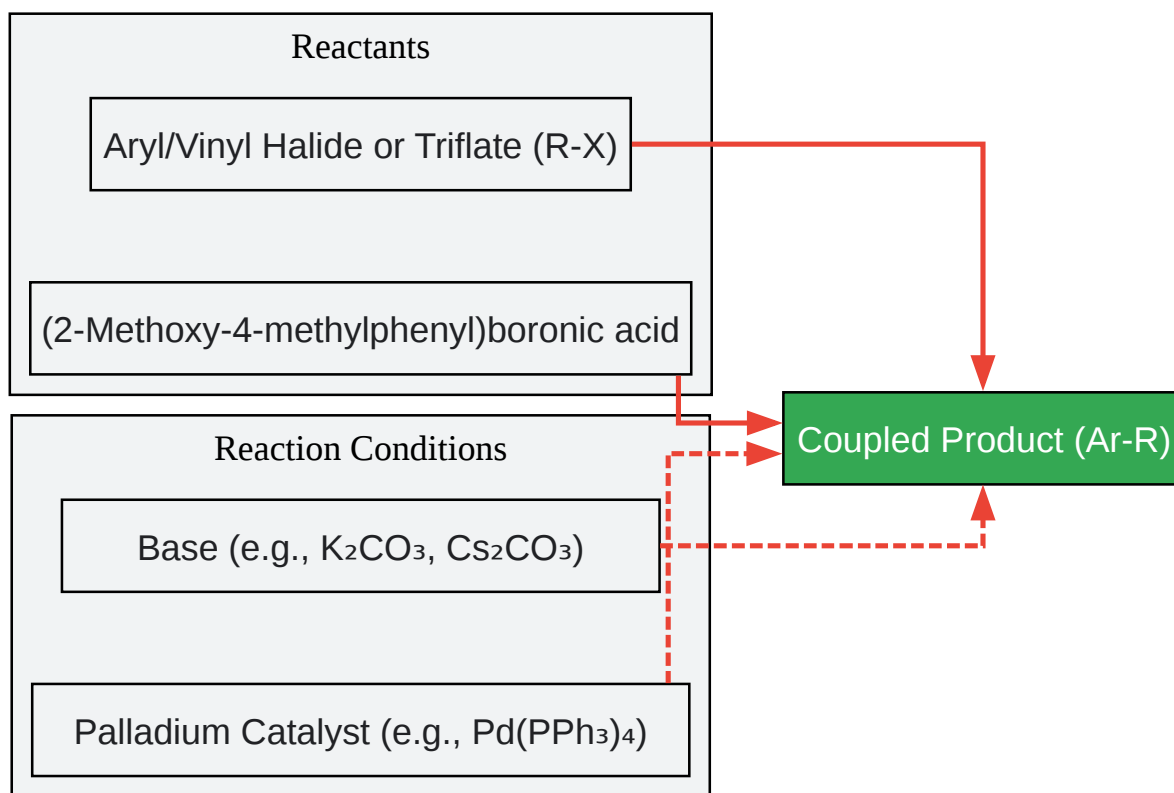 Reactants
Aryl/Vinyl Halide or Triflate (R-X)
(2-Methoxy-4-methylphenyl)boronic acid
Reaction Conditions
Base (e.g., K₂CO₃, Cs₂CO₃)
Palladium Catalyst (e.g., Pd(PPh₃)₄)
Coupled Product (Ar-R)